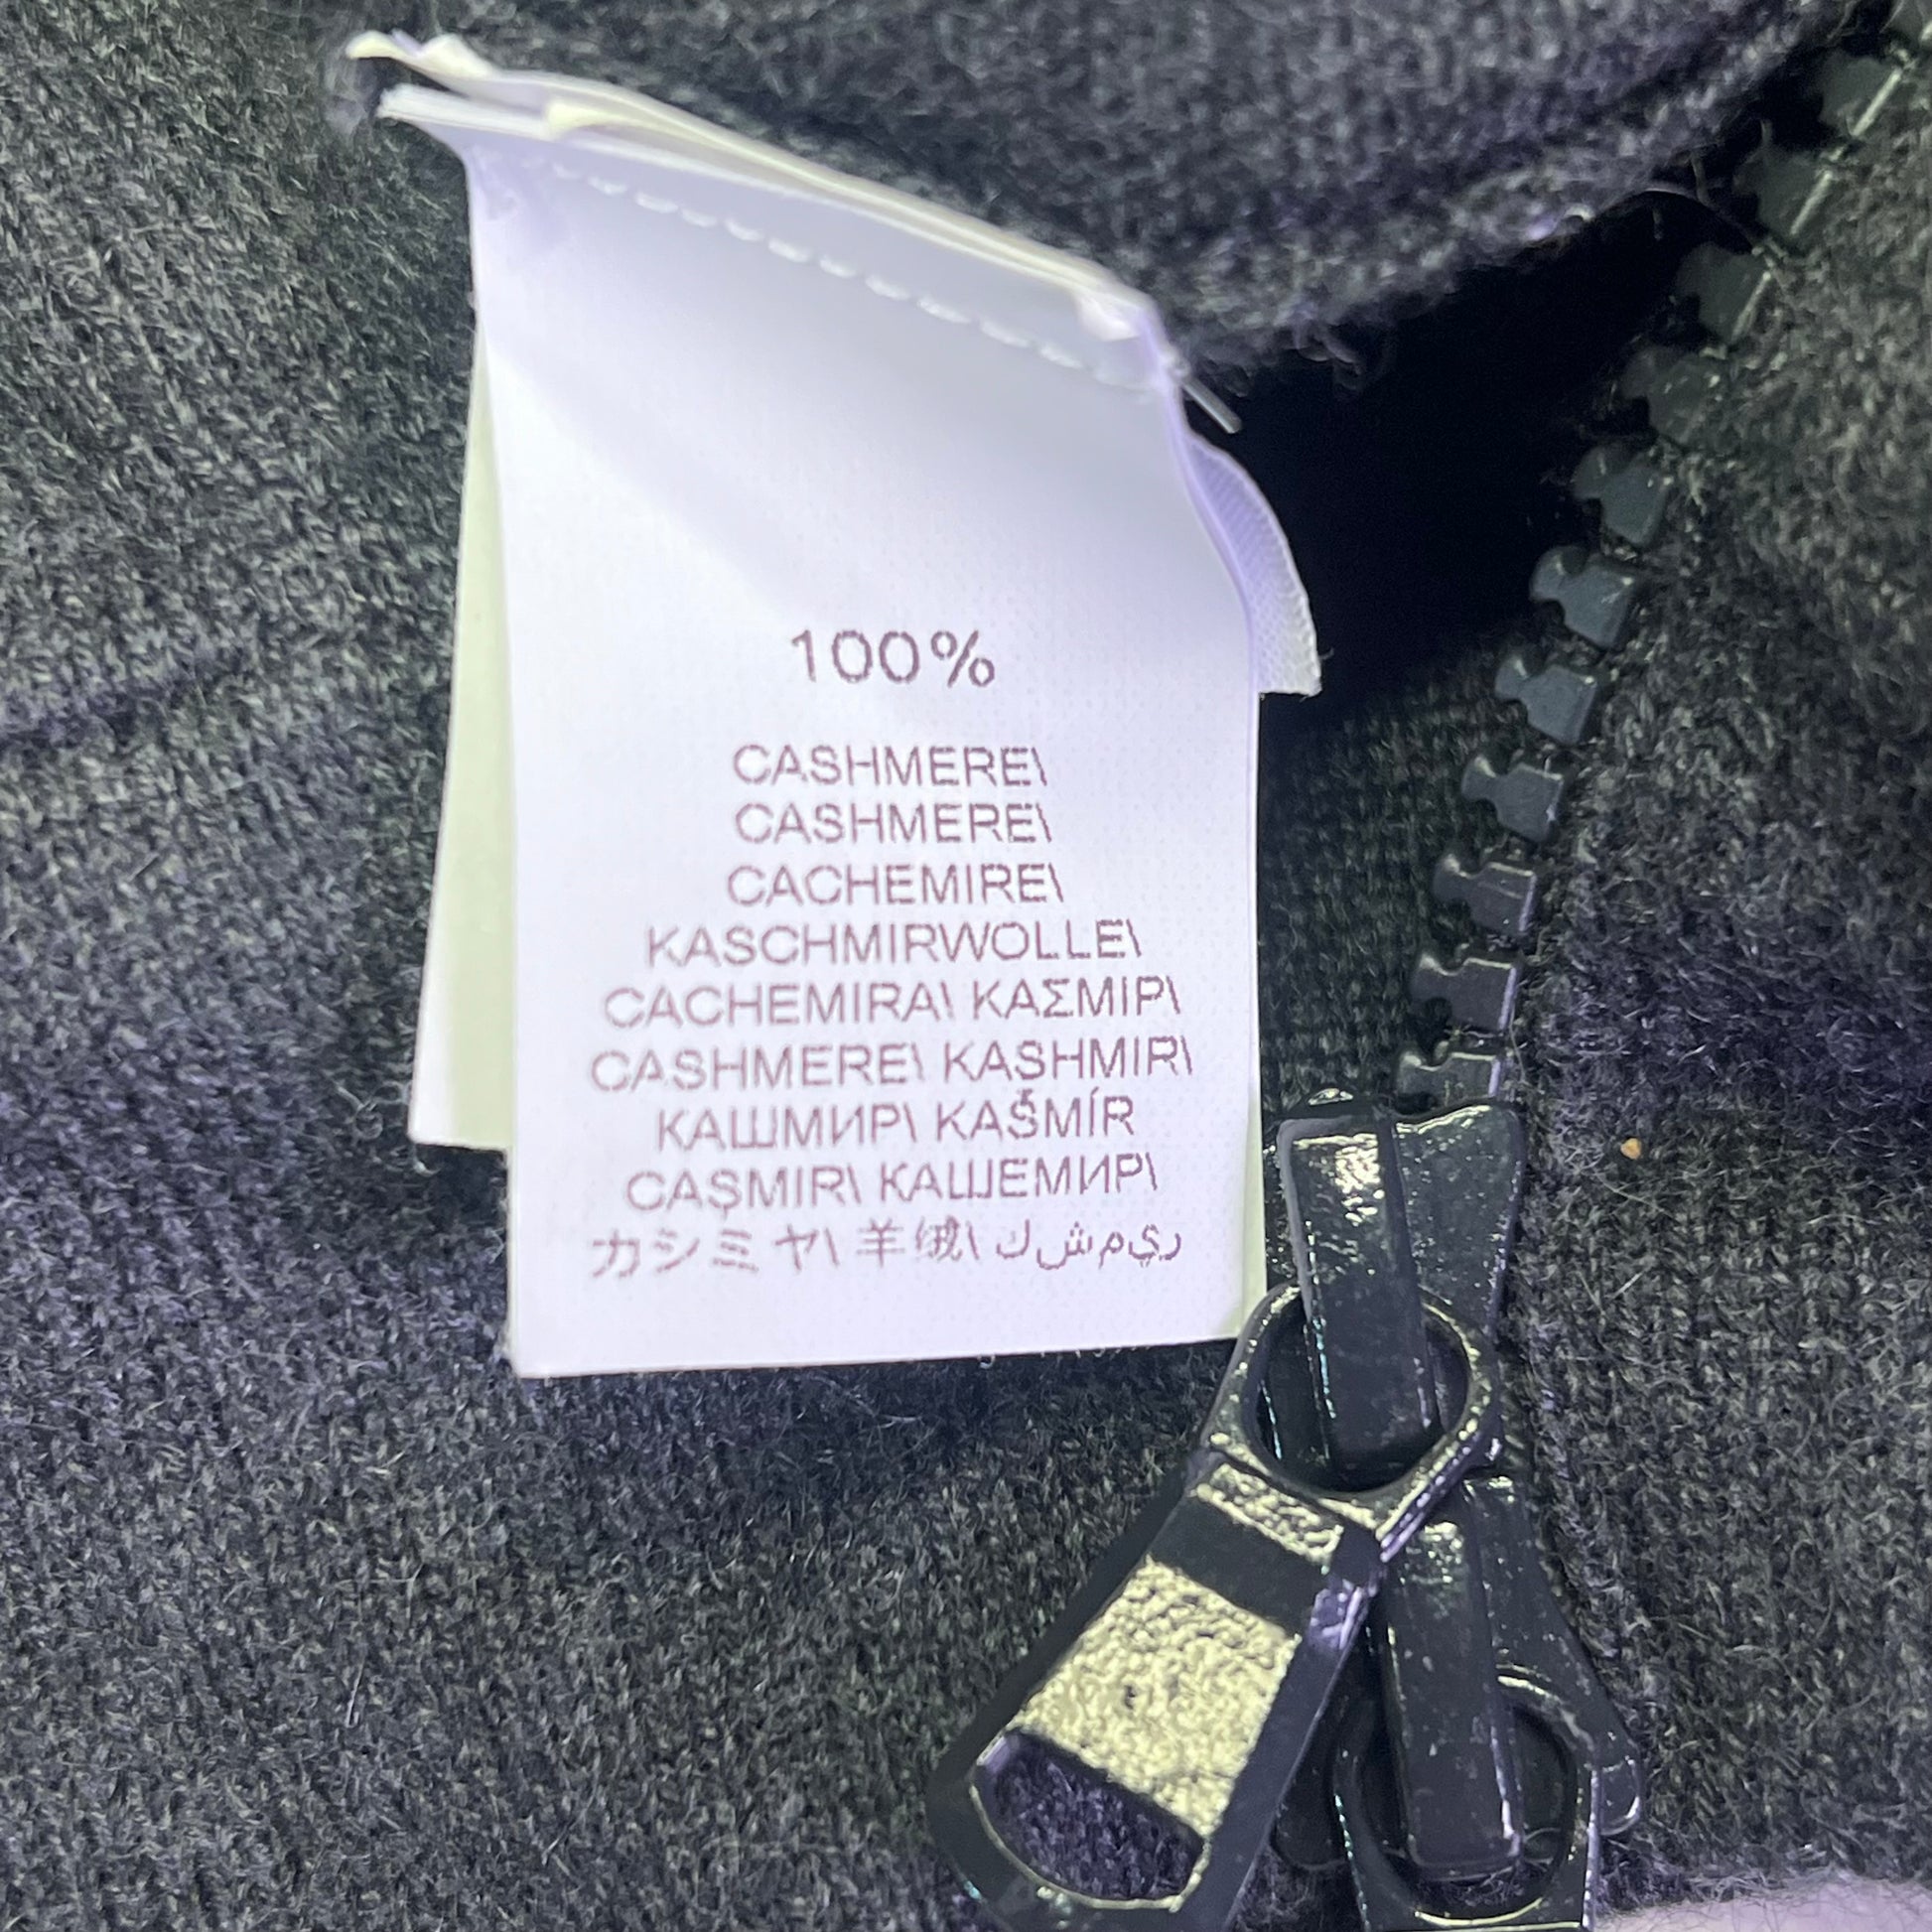 100%
CASHMERE\
CASHMERE\
CACHEMIRE\
KASCHMIRWOLLE\
CACHEMIRA\ ΚΑΣΜΙΡ\
CASHMERE\ KASHMIR\
КАШМИР\ KAŠMÍR
CAŞMIR\ КАШЕМИР\
カシミヤ\ 羊绒\ ك ش م ي ر